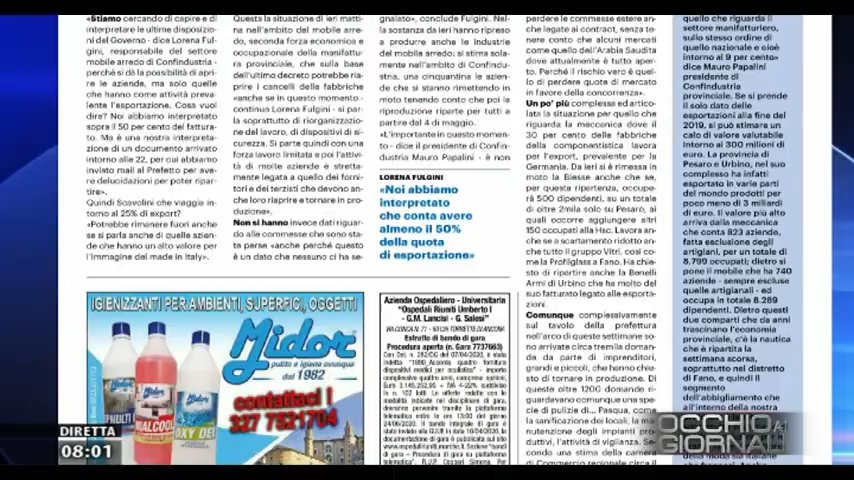 «Stiamo cercando di capire e di
interpretare le ultime disposizio-
ni del Governo - dice Lorena Ful-
gini, responsabile del settore
mobile arredo di Confindustria -
perché si dà la possibilità di apri-
re le aziende, ma solo quelle
che hanno come attività preva-
lente l'esportazione. Cosa vuol
dire? Noi abbiamo interpretato
sopra il 50 per cento del fattura-
to. Ma è una nostra interpreta-
zione di un documento arrivato
intorno alle 22, per cui abbiamo
inviato mail al Prefetto per ave-
re delucidazioni per poter ripar-
tire».
Quindi Scavolini che viaggia in-
torno al 25% di export?
«Potrebbe rimanere fuori anche
se si parla anche di quelle azien-
de che hanno un alto valore per
l'immagine del made in Italy».
Questa la situazione di ieri matti-
na nell'ambito del mobile arre-
do, seconda forza economica e
occupazionale della manifattu-
ra provinciale, che sulla base
dell'ultimo decreto potrebbe ria-
prire i cancelli delle fabbriche
«anche se in questo momento -
continua Lorena Fulgini - si par-
la soprattutto di riorganizzazio-
ne del lavoro, di dispositivi di si-
curezza. Si parte quindi con una
forza lavoro limitata e poi l'attivi-
tà di molte aziende è stretta-
mente legata a quello dei forni-
tori e dei terzisti che devono an-
che loro riaprire e tornare in pro-
duzione».
Non si hanno invece dati riguar-
do alle commesse che sono sta-
te perse «anche perché questo
è un dato che nessuno ci ha se-
gnalato», conclude Fulgini. Nel-
la sostanza da ieri hanno ripres-
o a produrre anche le industrie
del mobile arredo: si stima sola-
mente nell'ambito di Confindu-
stria, una cinquantina le aziende
che si stanno rimettendo in
moto tenendo conto che poi la
riproduzione riparte per tutti a
partire dal 4 di maggio.
«L'importante in questo momen-
to - dice il presidente di Confin-
dustria Mauro Papalini - è non
LORENA FULGINI
«Noi abbiamo
interpretato
che conta avere
almeno il 50%
della quota
di esportazione»
perdere le commesse estere an-
che legate ai contract, senza te-
nere conto che alcuni mercati
come quello dell'Arabia Saudita
dove attualmente è tutto aper-
to. Perché il rischio vero è quel-
lo di perdere quote di mercato
in favore della concorrenza».
Un po' più complessa ed artico-
lata la situazione per quello che
riguarda la meccanica dove il
30 per cento delle fabbriche
della componentistica lavora
per l'export, prevalente per la
Germania. Da ieri si è rimessa in
moto la Biesse anche che se,
per questa ripartenza, occupe-
rà 500 dipendenti, su un totale
di oltre 2mila solo su Pesaro, ai
quali occorre aggiungere altri
150 occupati alla Hsc. Lavora an-
che se a scartamento ridotto an-
che tutto il gruppo Vitri, così co-
me la Profilglass a Fano. Ha chie-
sto di ripartire anche la Benelli
Armi di Urbino che ha molto del
suo fatturato legato alle esporta-
zioni.
Comunque complessivamente
sul tavolo della prefettura
nell'arco di queste settimane so-
no arrivate circa tremila doman-
de da parte di imprenditori,
grandi e piccoli, che hanno chie-
sto di tornare in produzione. Di
queste oltre 1200 domande ri-
guardavano comunque una spe-
cie di pulizie di... Pasqua, come
la sanificazione dei locali, la ma-
nutenzione degli impianti pro-
duttivi, l'attività di vigilanza. Se-
condo una stima della camera
di Commercio regionale circa il
quello che riguarda il
settore manifatturiero,
sullo stesso ordine di
quello nazionale e cioè
intorno al 9 per cento»
dice Mauro Papalini
presidente di
Confindustria
provinciale. Se si prende
il solo dato delle
esportazioni alla fine del
2019, si può stimare un
calo di valore valutabile
intorno ai 300 milioni di
euro. La provincia di
Pesaro e Urbino, nel suo
complesso ha infatti
esportato in varie parti
del mondo prodotti per
poco meno di 3 miliardi
di euro. Il valore più alto
arriva dalla meccanica
che conta 823 aziende,
fatta esclusione degli
artigiani, per un totale di
8.799 occupati; dietro si
pone il mobile che ha 740
aziende - sempre escluse
quelle artigianali - ed
occupa in totale 8.269
dipendenti. Dietro questi
due comparti che da anni
trascinano l'economia
provinciale, c'è la nautica
che è ripartita la
settimana scorsa,
soprattutto nel distretto
di Fano, e quindi il
segmento
dell'abbigliamento che
all'interno della nostra
IGIENIZZANTI PER AMBIENTI, SUPERFICI, OGGETTI
Midor
pulito e igiene ovunque
dal 1982
contattaci !
327 7521704
OXY DEO
Azienda Ospedaliero - Universitaria
"Ospedali Riuniti Umberto I
- G.M. Lancisi - G. Salesi"
VIA CONCA N. 71 - 60126 TORRETTE DI ANCONA
Estratto di bando di gara
Procedura aperta (n. Gara 7737663)
DIRETTA
08:01
OCCHIO AI
GIORNALI